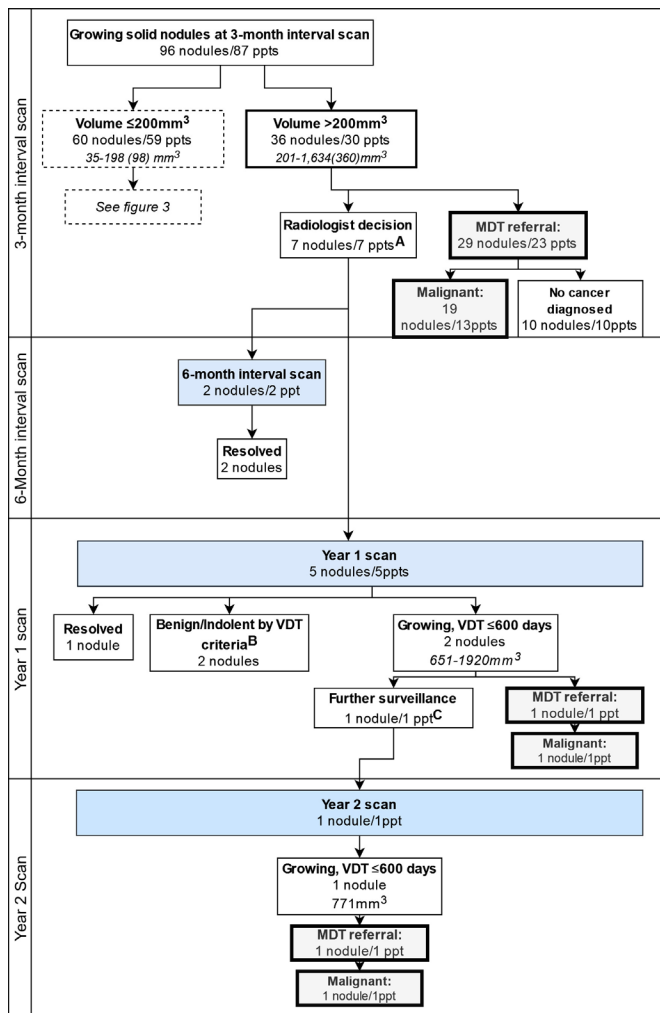 3-month interval scan
Growing solid nodules at 3-month interval scan
96 nodules/87 ppts
Volume ≤200mm³
60 nodules/59 ppts
35-198 (98) mm³
See figure 3
Volume >200mm³
36 nodules/30 ppts
201-1,634(360)mm³
Radiologist decision
7 nodules/7 ppts^A
MDT referral:
29 nodules/23 ppts
Malignant:
19
nodules/13ppts
No cancer
diagnosed
10 nodules/10ppts
6-Month interval scan
6-month interval scan
2 nodules/2 ppt
Resolved
2 nodules
Year 1 scan
Year 1 scan
5 nodules/5ppts
Resolved
1 nodule
Benign/Indolent by VDT
criteria^B
2 nodules
Growing, VDT ≤600 days
2 nodules
651-1920mm³
Further surveillance
1 nodule/1 ppt^C
MDT referral:
1 nodule/1 ppt
Malignant:
1 nodule/1ppt
Year 2 Scan
Year 2 scan
1 nodule/1ppt
Growing, VDT ≤600 days
1 nodule
771mm³
MDT referral:
1 nodule/1 ppt
Malignant:
1 nodule/1ppt